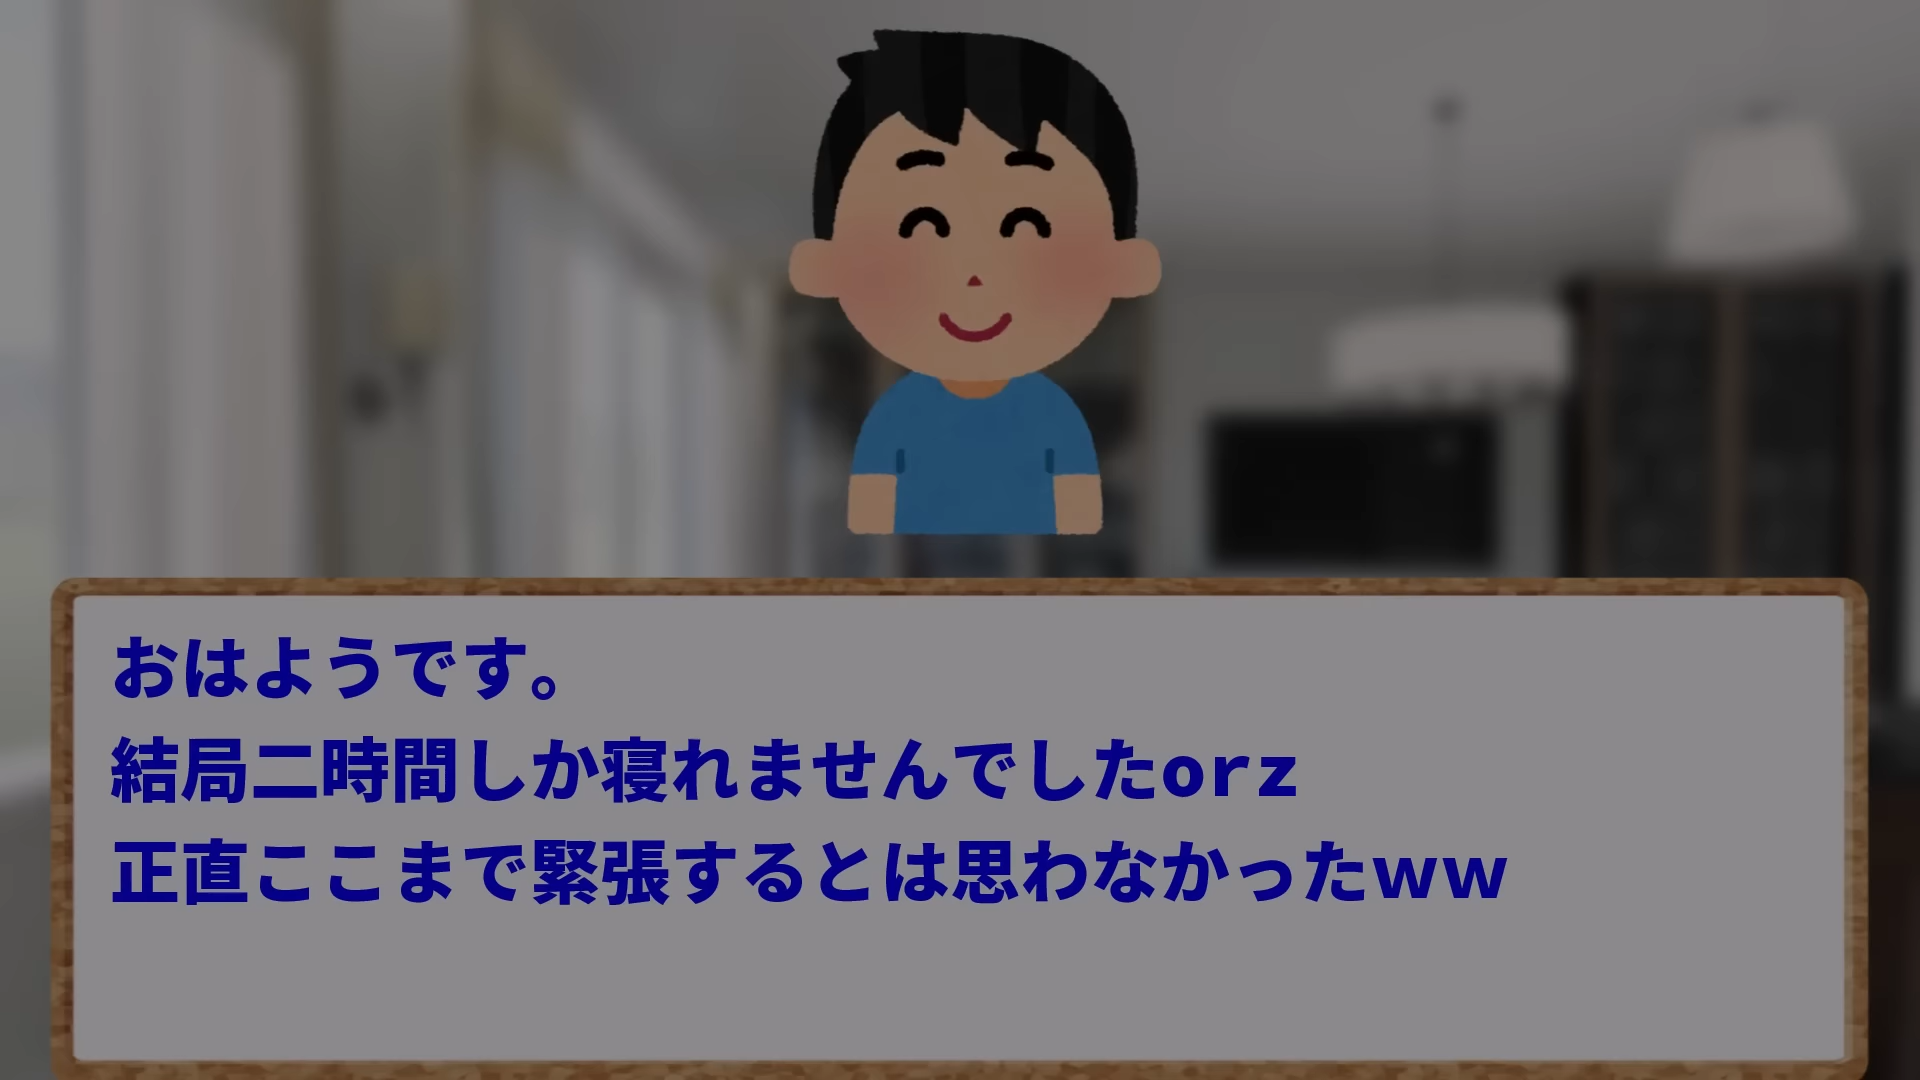 おはようです。
結局二時間しか寝れませんでしたorz
正直ここまで緊張するとは思わなかったww